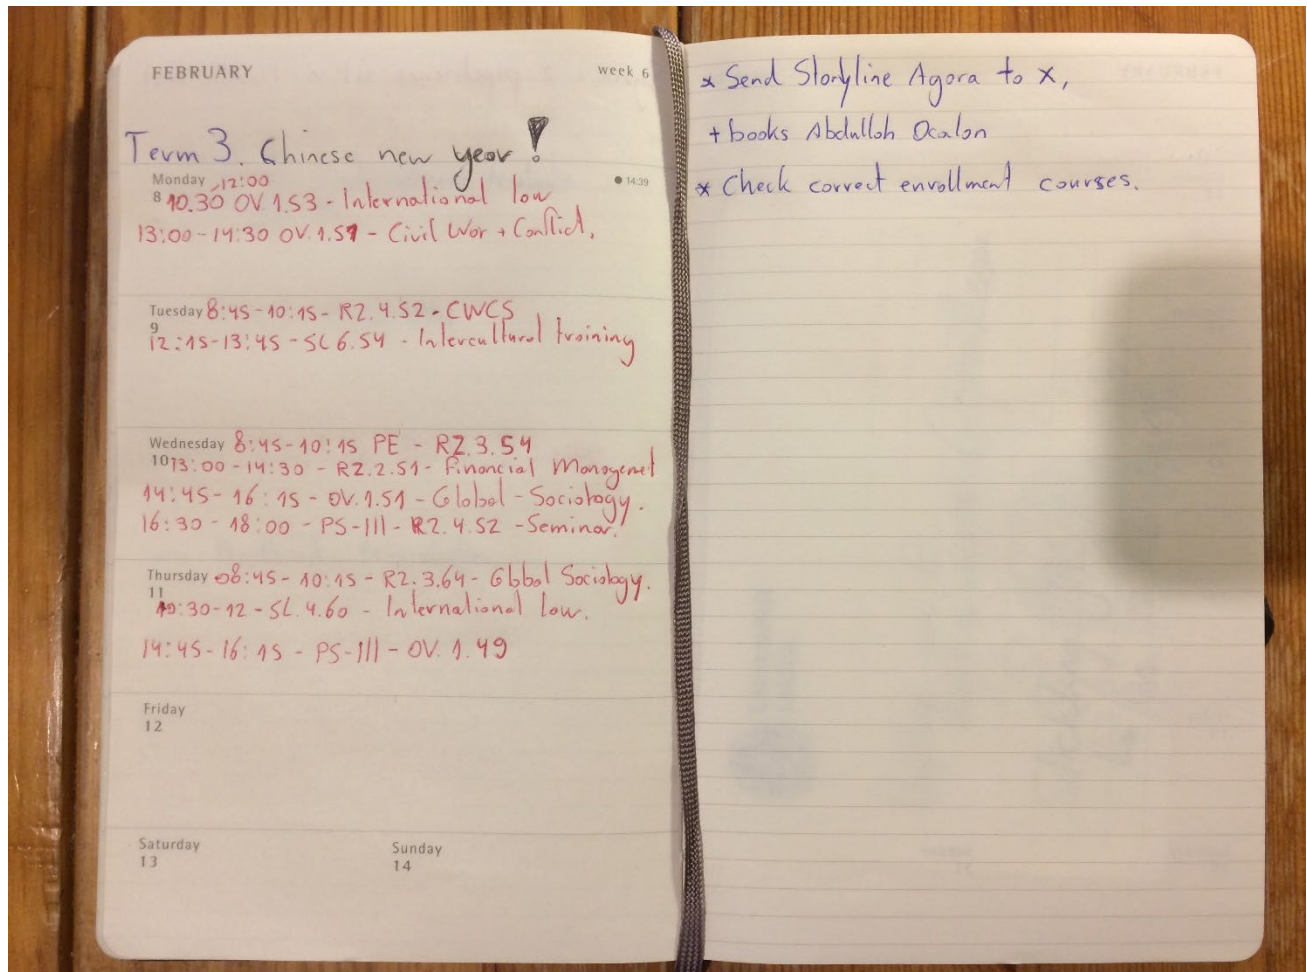 FEBRUARY week 6
Term 3. Chinese new year!
Monday ● 14:39
8 10.30 - 12:00 OV 1.53 - International law
13:00 - 14:30 OV. 1.51 - Civil War + Conflict,
Tuesday 8:45 - 10:15 - R2.4.52 - CWCS
9
12:15 - 13:45 - SL 6.54 - Intercultural training
Wednesday 8:45 - 10:15 PE - R2.3.54
10 13:00 - 14:30 - R2.2.51 - Financial Managemet
14:45 - 16:15 - OV. 1.51 - Global - Sociology.
16:30 - 18:00 - PS-III - R2.4.52 - Seminar.
Thursday 08:45 - 10:15 - R2.3.64 - Global Sociology.
11
10:30-12 - SL.4.60 - International law.
14:45 - 16:15 - PS-III - OV. 1.49
Friday
12
Saturday Sunday
13 14
* Send Storyline Agora to X,
+ books Abdullah Ocalan
* Check correct enrollment courses.